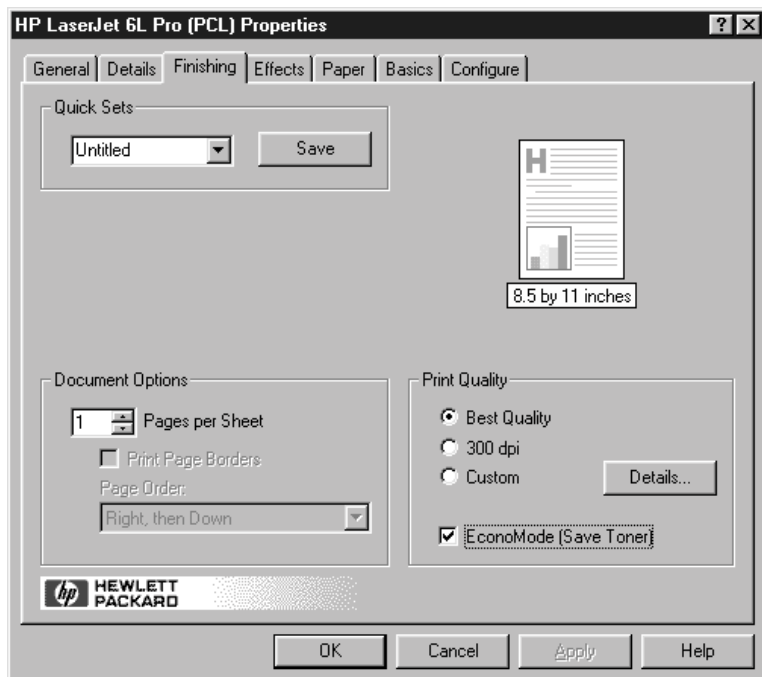 HP LaserJet 6L Pro (PCL) Properties
General Details Finishing Effects Paper Basics Configure
Quick Sets
Untitled
Save
H
8.5 by 11 inches
Document Options
1 Pages per Sheet
Print Page Borders
Page Order:
Right, then Down
Print Quality
Best Quality
300 dpi
Custom
Details...
EconoMode (Save Toner)
hp HEWLETT
PACKARD
OK Cancel Apply Help